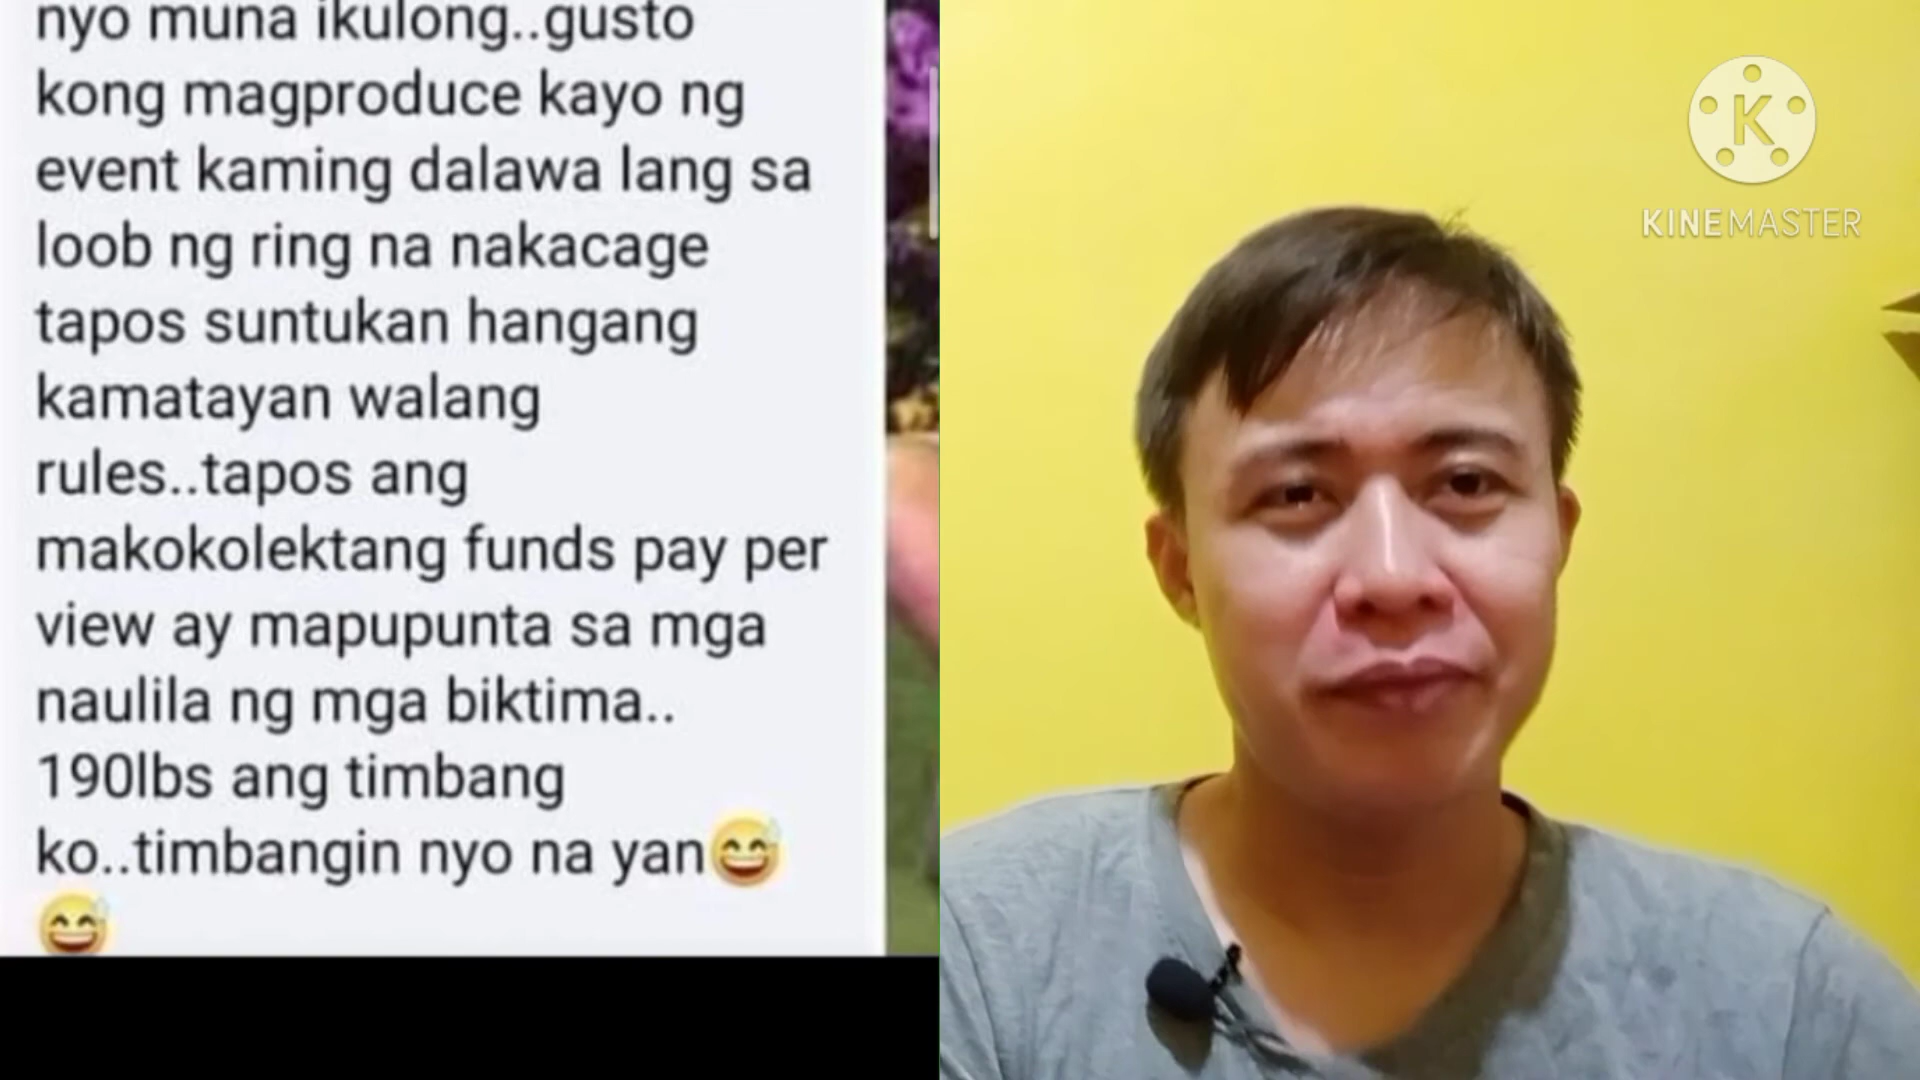 nyo muna ikulong..gusto
kong magproduce kayo ng
event kaming dalawa lang sa
loob ng ring na nakacage
tapos suntukan hangang
kamatayan walang
rules..tapos ang
makokolektang funds pay per
view ay mapupunta sa mga
naulila ng mga biktima..
190lbs ang timbang
ko..timbangin nyo na yan😅
😅
K
KINEMASTER